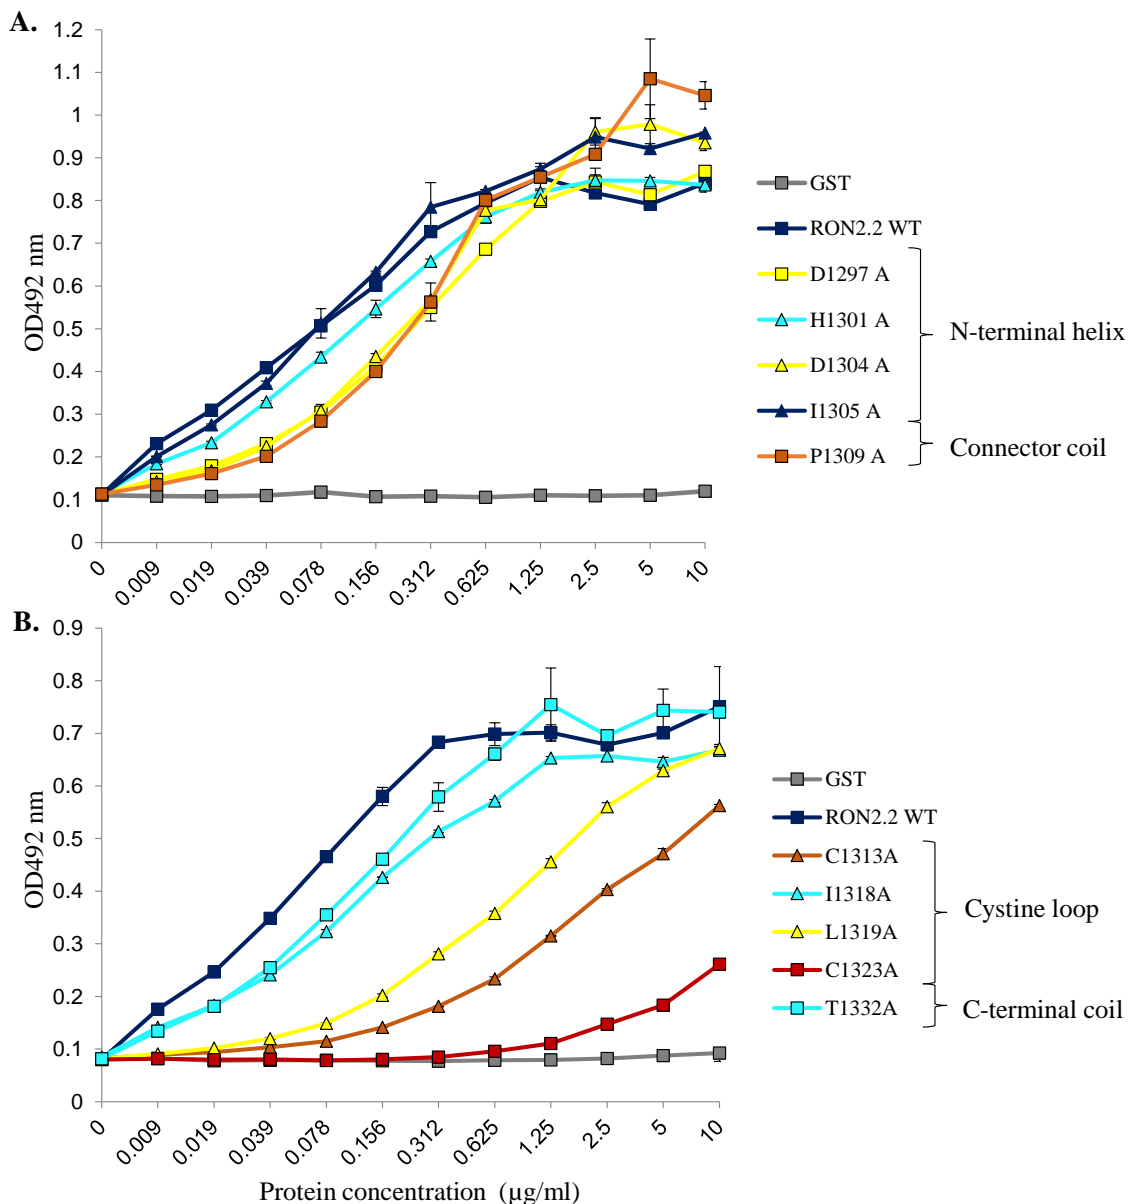 A.
1.2
1.1
1
0.9
0.8
0.7
0.6
0.5
0.4
0.3
0.2
0.1
0
OD492 nm
0 0.009 0.019 0.039 0.078 0.156 0.312 0.625 1.25 2.5 5 10
GST
RON2.2 WT
D1297 A
H1301 A
D1304 A
I1305 A
P1309 A
N-terminal helix
Connector coil
B.
0.9
0.8
0.7
0.6
0.5
0.4
0.3
0.2
0.1
0
OD492 nm
0 0.009 0.019 0.039 0.078 0.156 0.312 0.625 1.25 2.5 5 10
Protein concentration (µg/ml)
GST
RON2.2 WT
C1313A
I1318A
L1319A
C1323A
T1332A
Cystine loop
C-terminal coil